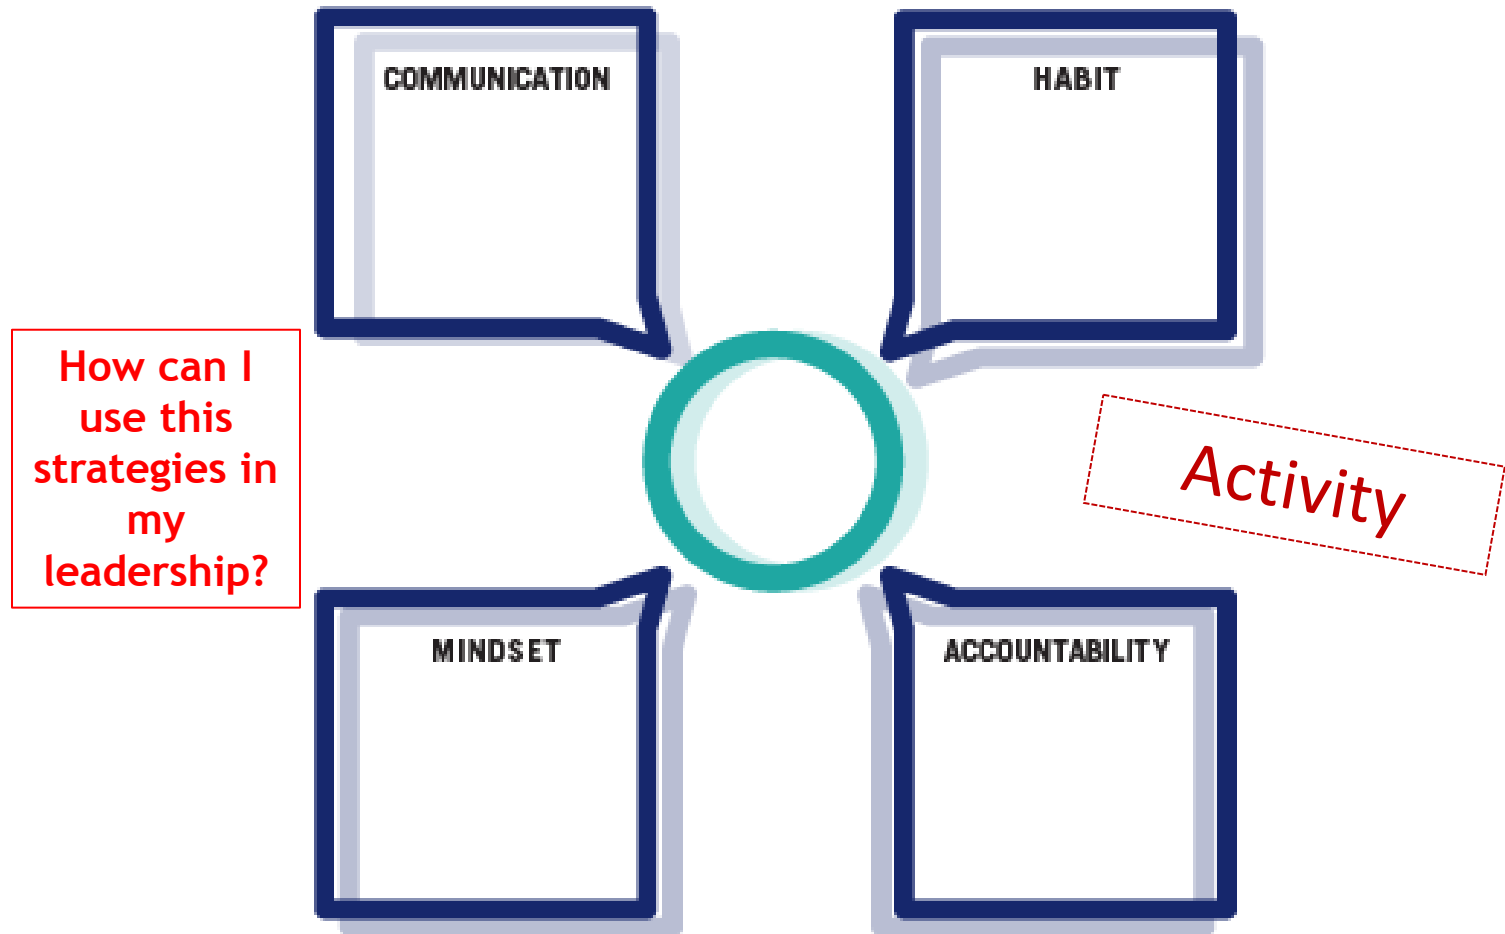 COMMUNICATION
HABIT
How can I
use this
strategies in
my
leadership?
Activity
MINDSET
ACCOUNTABILITY